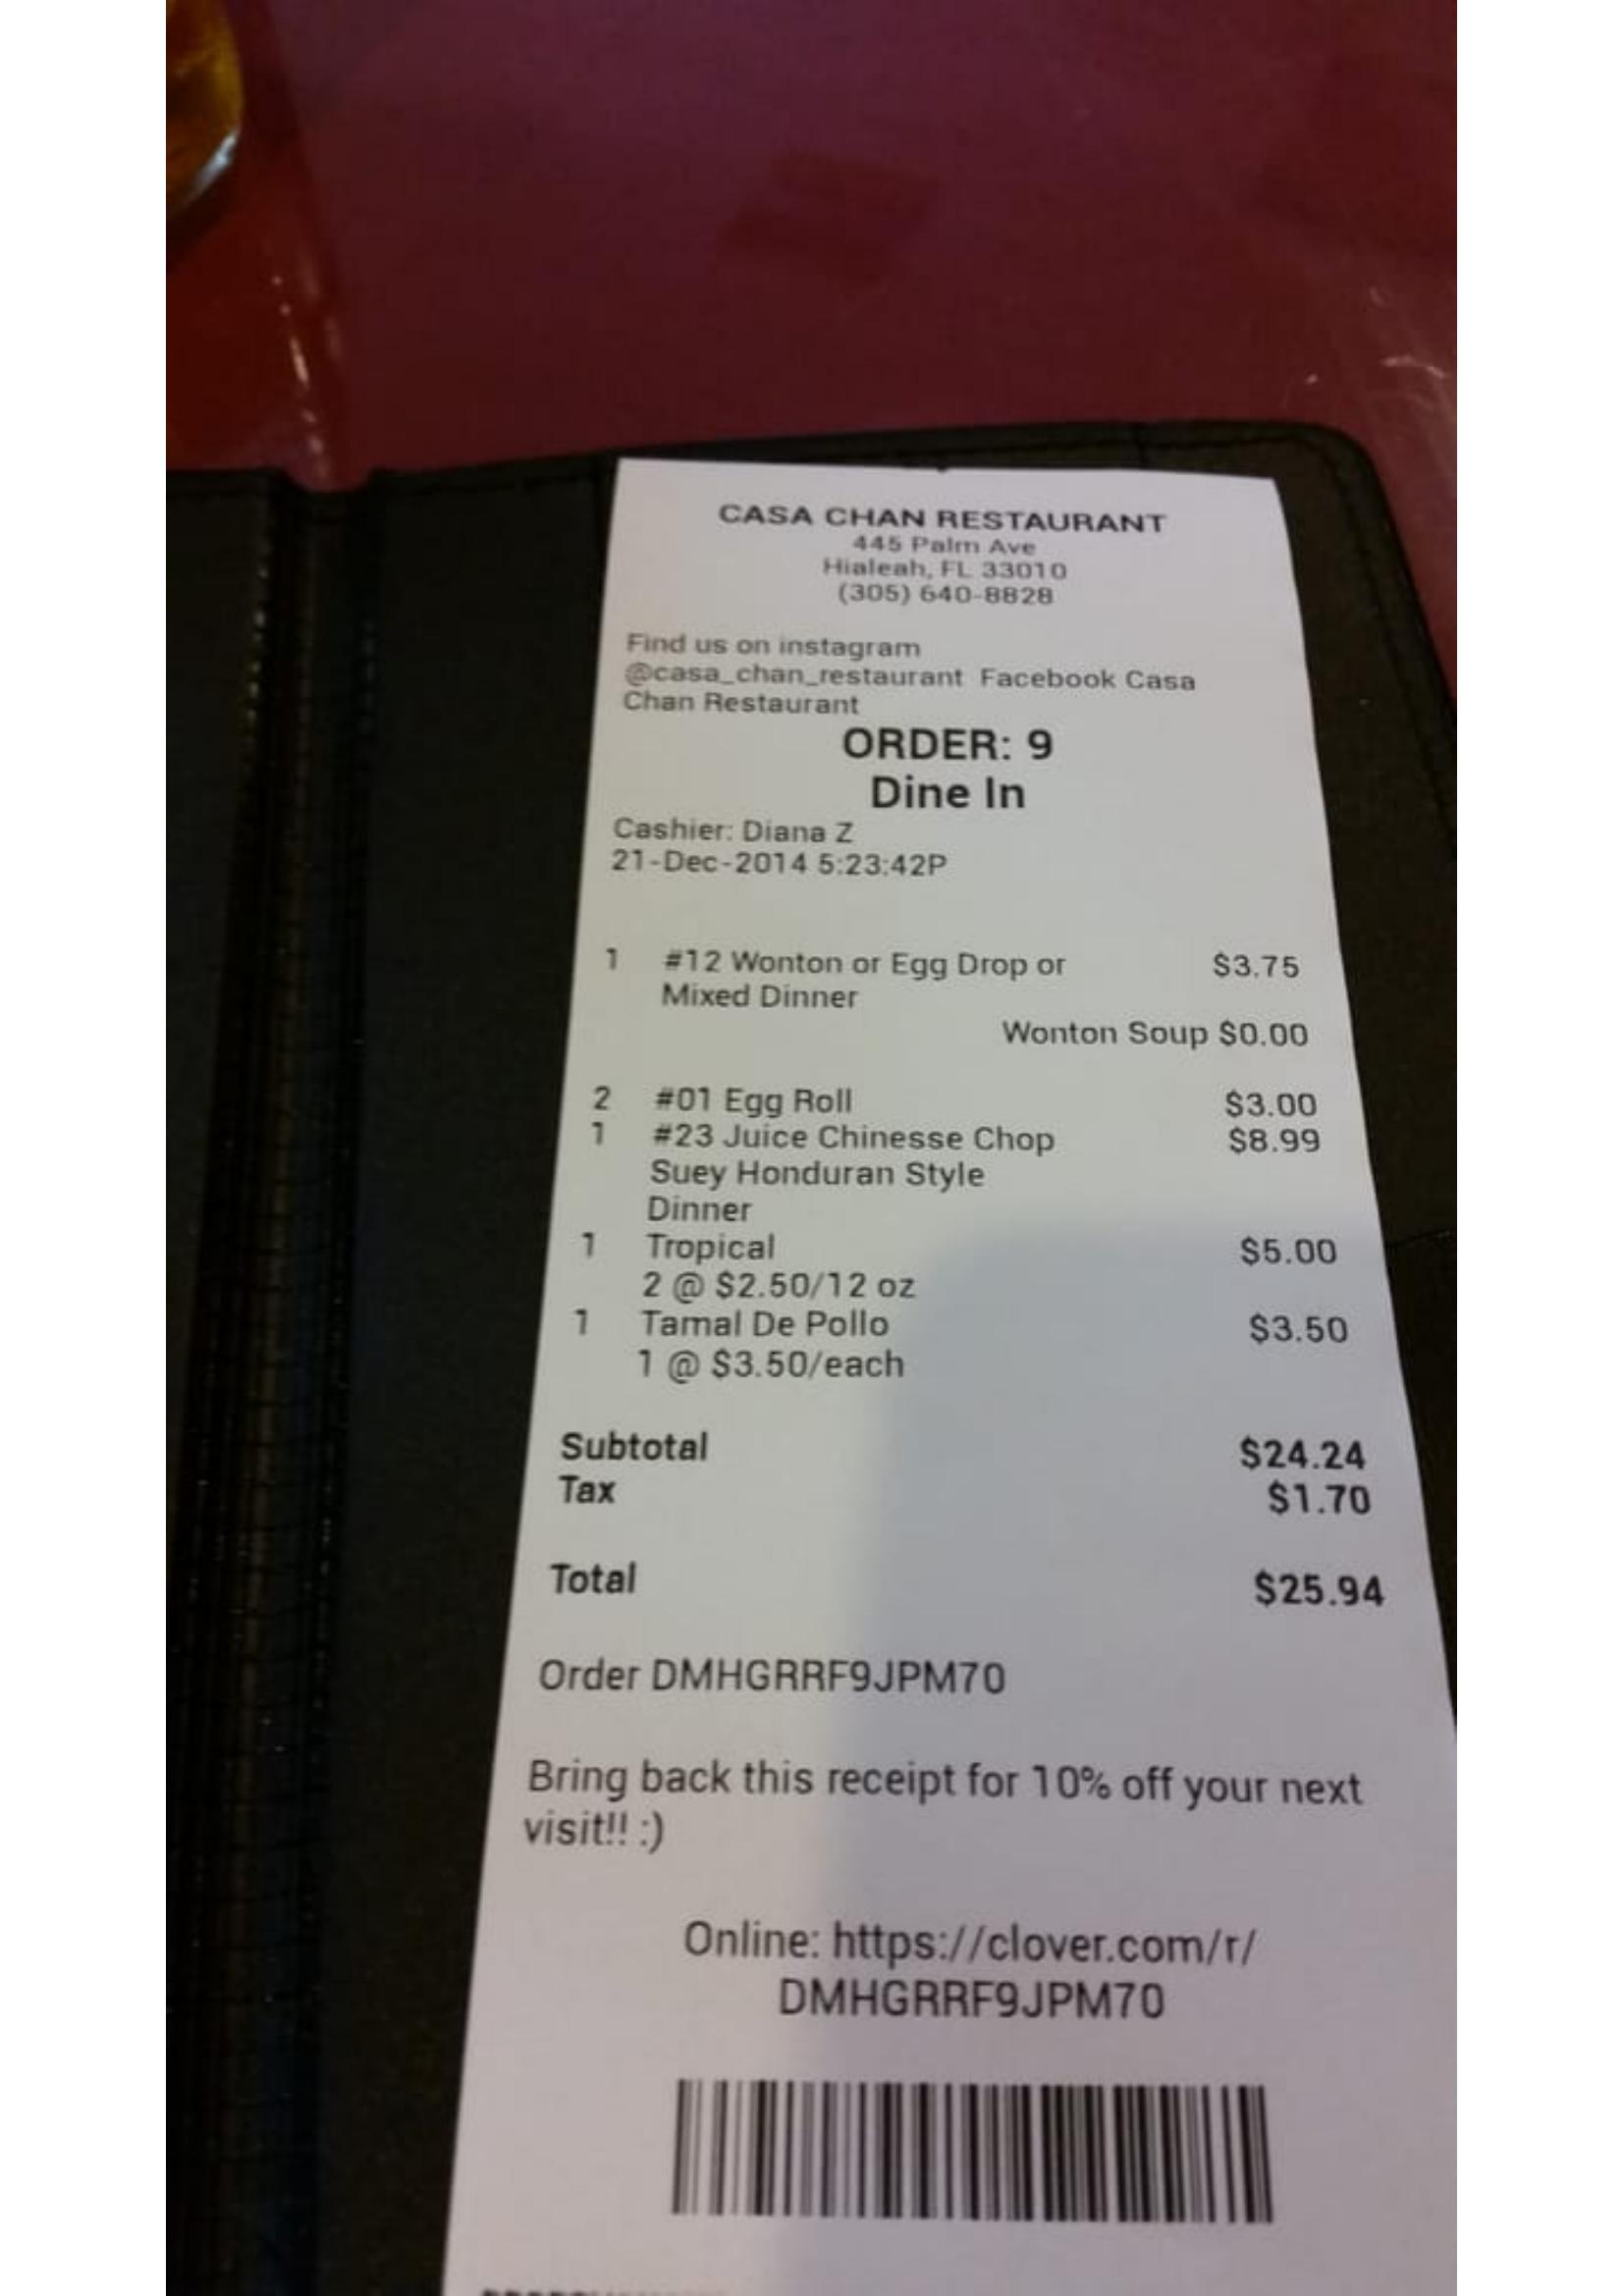 CASA CHAN RESTAURANT
445 Palm Ave
Hialeah, FL 33010
(305) 640-8828
Find us on instagram
@casa_chan_restaurant Facebook Casa
Chan Restaurant
ORDER: 9
Dine In
Cashier: Diana Z
21-Dec-2014 5:23:42P
1 #12 Wonton or Egg Drop or $3.75
Mixed Dinner
Wonton Soup $0.00
2 #01 Egg Roll $3.00
1 #23 Juice Chinesse Chop $8.99
Suey Honduran Style
Dinner
1 Tropical $5.00
2 @ $2.50/12 oz
1 Tamal De Pollo $3.50
1 @ $3.50/each
Subtotal $24.24
Tax $1.70
Total $25.94
Order DMHGRRF9JPM70
Bring back this receipt for 10% off your next
visit!! :)
Online: https://clover.com/r/
DMHGRRF9JPM70